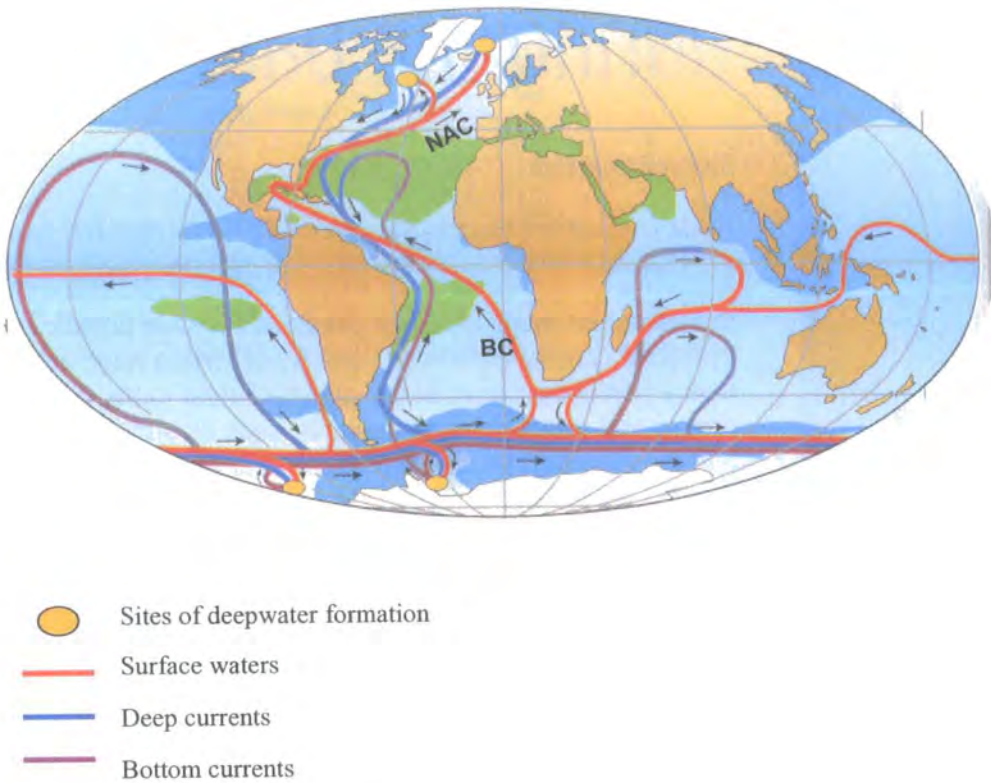 NAC
BC
Sites of deepwater formation
Surface waters
Deep currents
Bottom currents